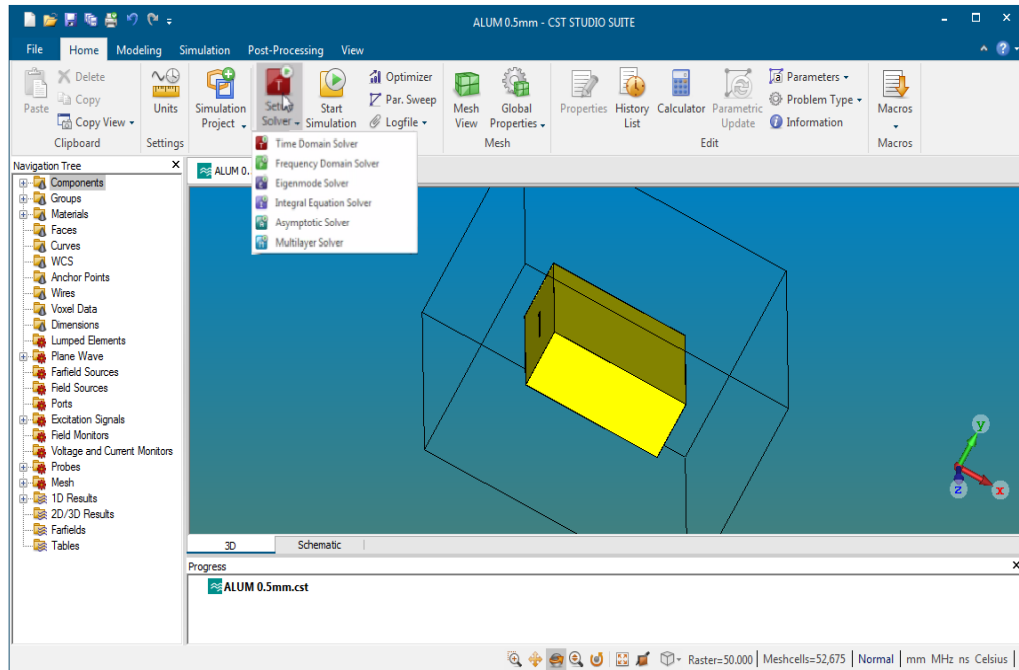 ALUM 0.5mm - CST STUDIO SUITE
File Home Modeling Simulation Post-Processing View
Paste
Delete
Copy
Copy View
Clipboard
Units
Settings
Simulation
Project
Setup
Solver
Start
Simulation
Optimizer
Par. Sweep
Logfile
Mesh
View
Global
Properties
Mesh
Properties
History
List
Calculator
Parametric
Update
Parameters
Problem Type
Information
Edit
Macros
Macros
Time Domain Solver
Frequency Domain Solver
Eigenmode Solver
Integral Equation Solver
Asymptotic Solver
Multilayer Solver
Navigation Tree X
Components
Groups
Materials
Faces
Curves
WCS
Anchor Points
Wires
Voxel Data
Dimensions
Lumped Elements
Plane Wave
Farfield Sources
Field Sources
Ports
Excitation Signals
Field Monitors
Voltage and Current Monitors
Probes
Mesh
1D Results
2D/3D Results
Farfields
Tables
ALUM 0.
y
z
x
3D Schematic
Progress X
ALUM 0.5mm.cst
Raster=50.000 Meshcells=52,675 Normal mm MHz ns Celsius